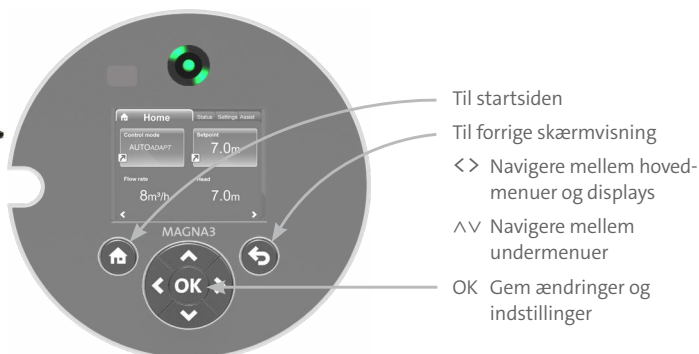 Home Status Settings Assist
Control mode Setpoint
AUTOADAPT 7.0m
Flow rate Head
8m³/h 7.0m
MAGNA3
OK
Til startsiden
Til forrige skærmvisning
<> Navigere mellem hoved-
menuer og displays
∧∨ Navigere mellem
undermenuer
OK Gem ændringer og
indstillinger